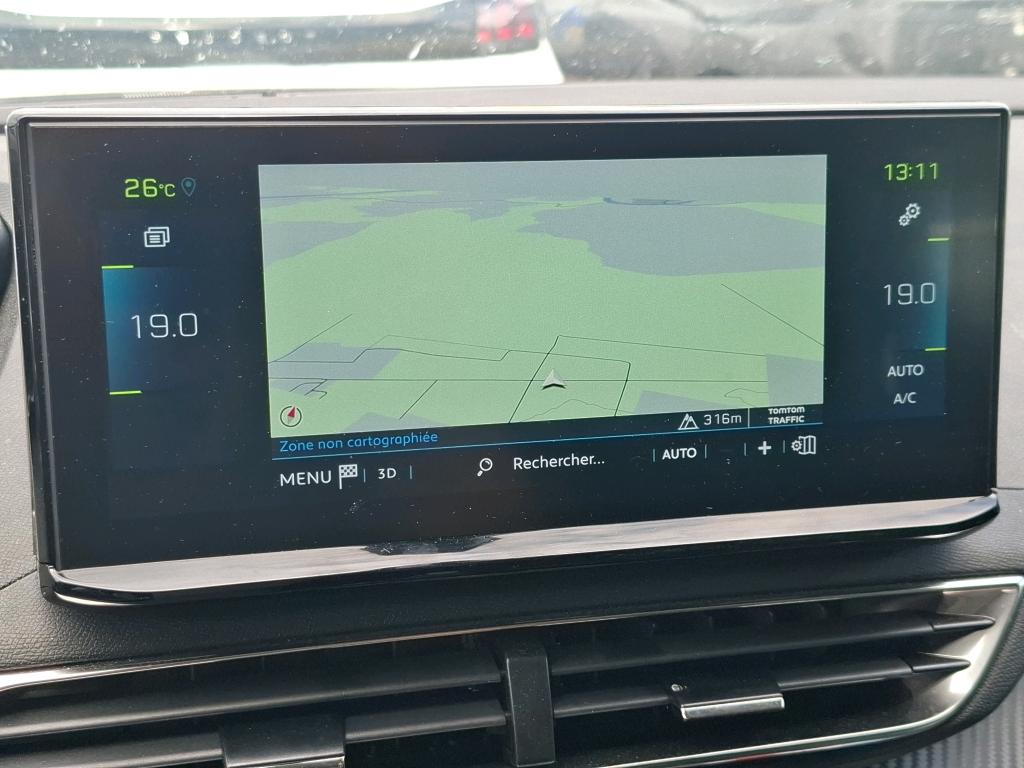 26°C
13:11
19.0
19.0
AUTO
A/C
316m
TOMTOM
TRAFFIC
Zone non cartographiée
MENU
3D
Rechercher...
AUTO
+